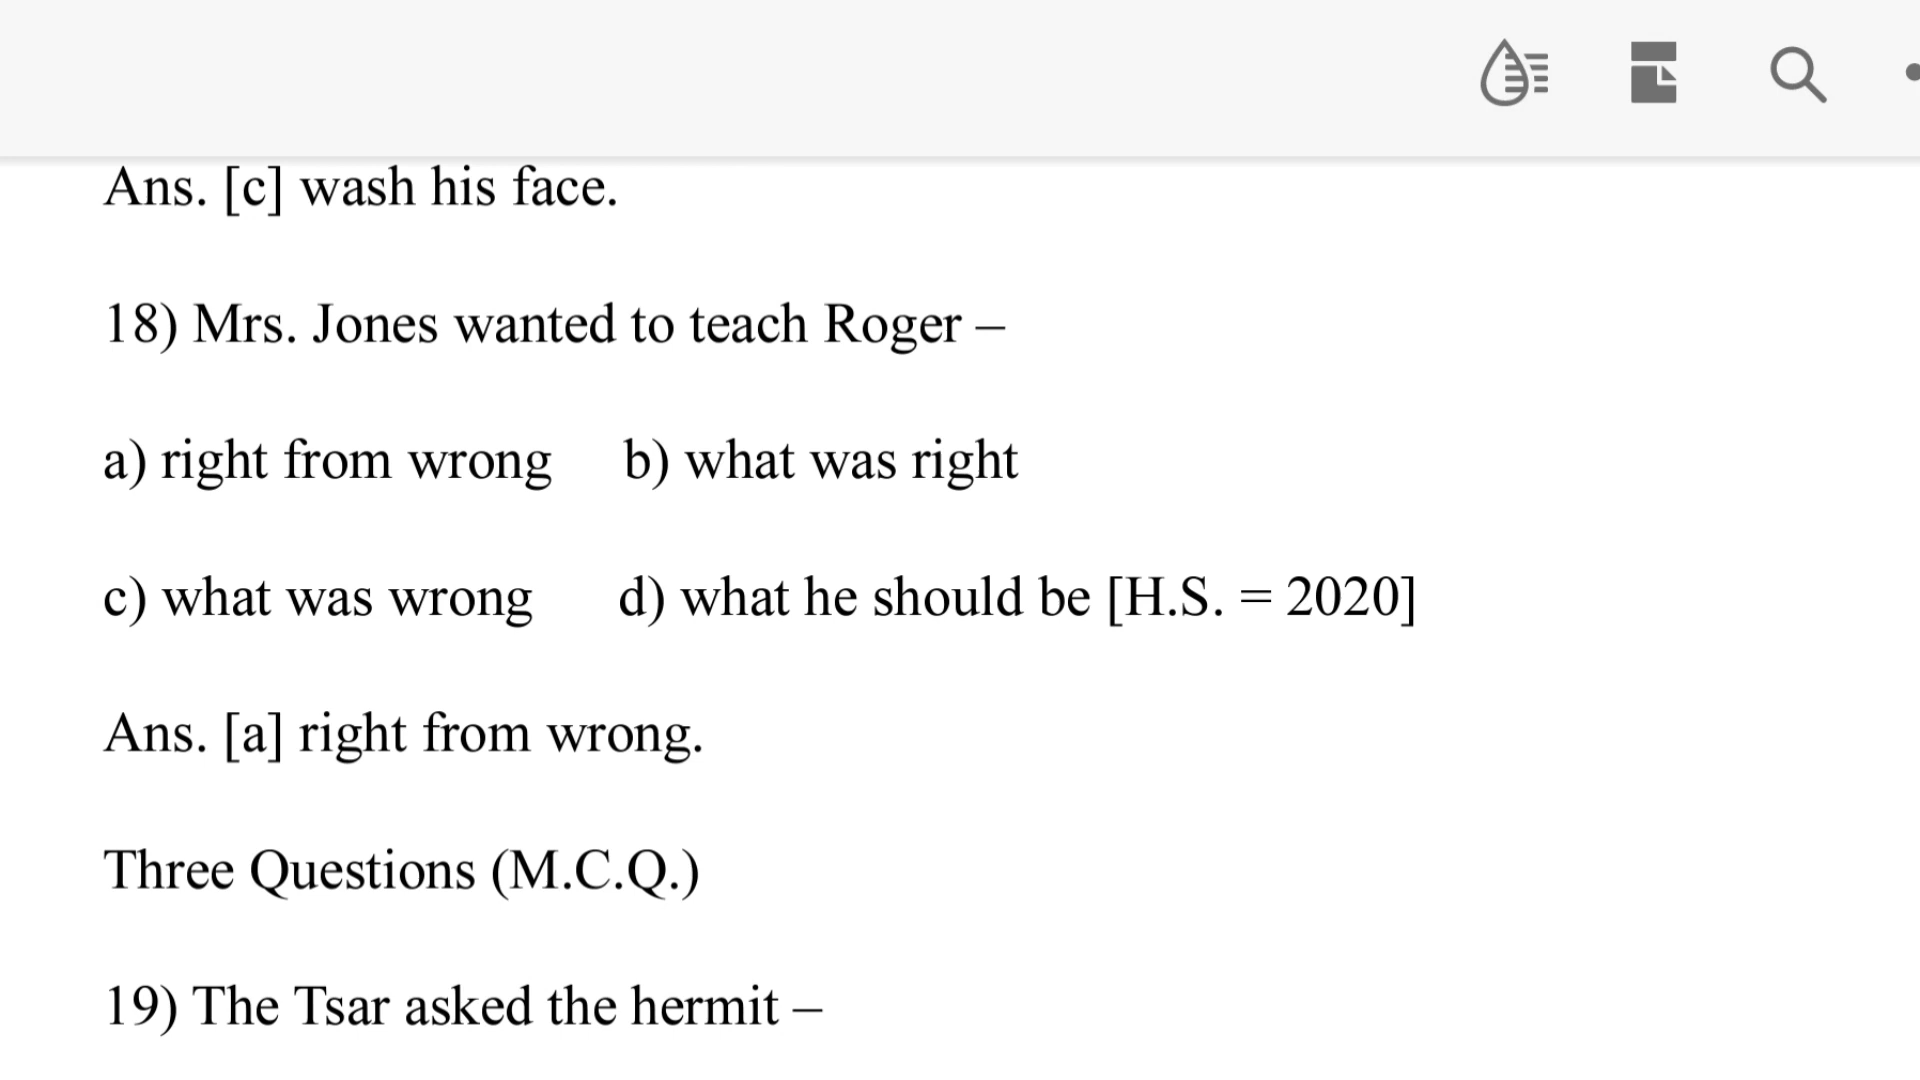 Ans. [c] wash his face.
18) Mrs. Jones wanted to teach Roger –
a) right from wrong b) what was right
c) what was wrong d) what he should be [H.S. = 2020]
Ans. [a] right from wrong.
Three Questions (M.C.Q.)
19) The Tsar asked the hermit –